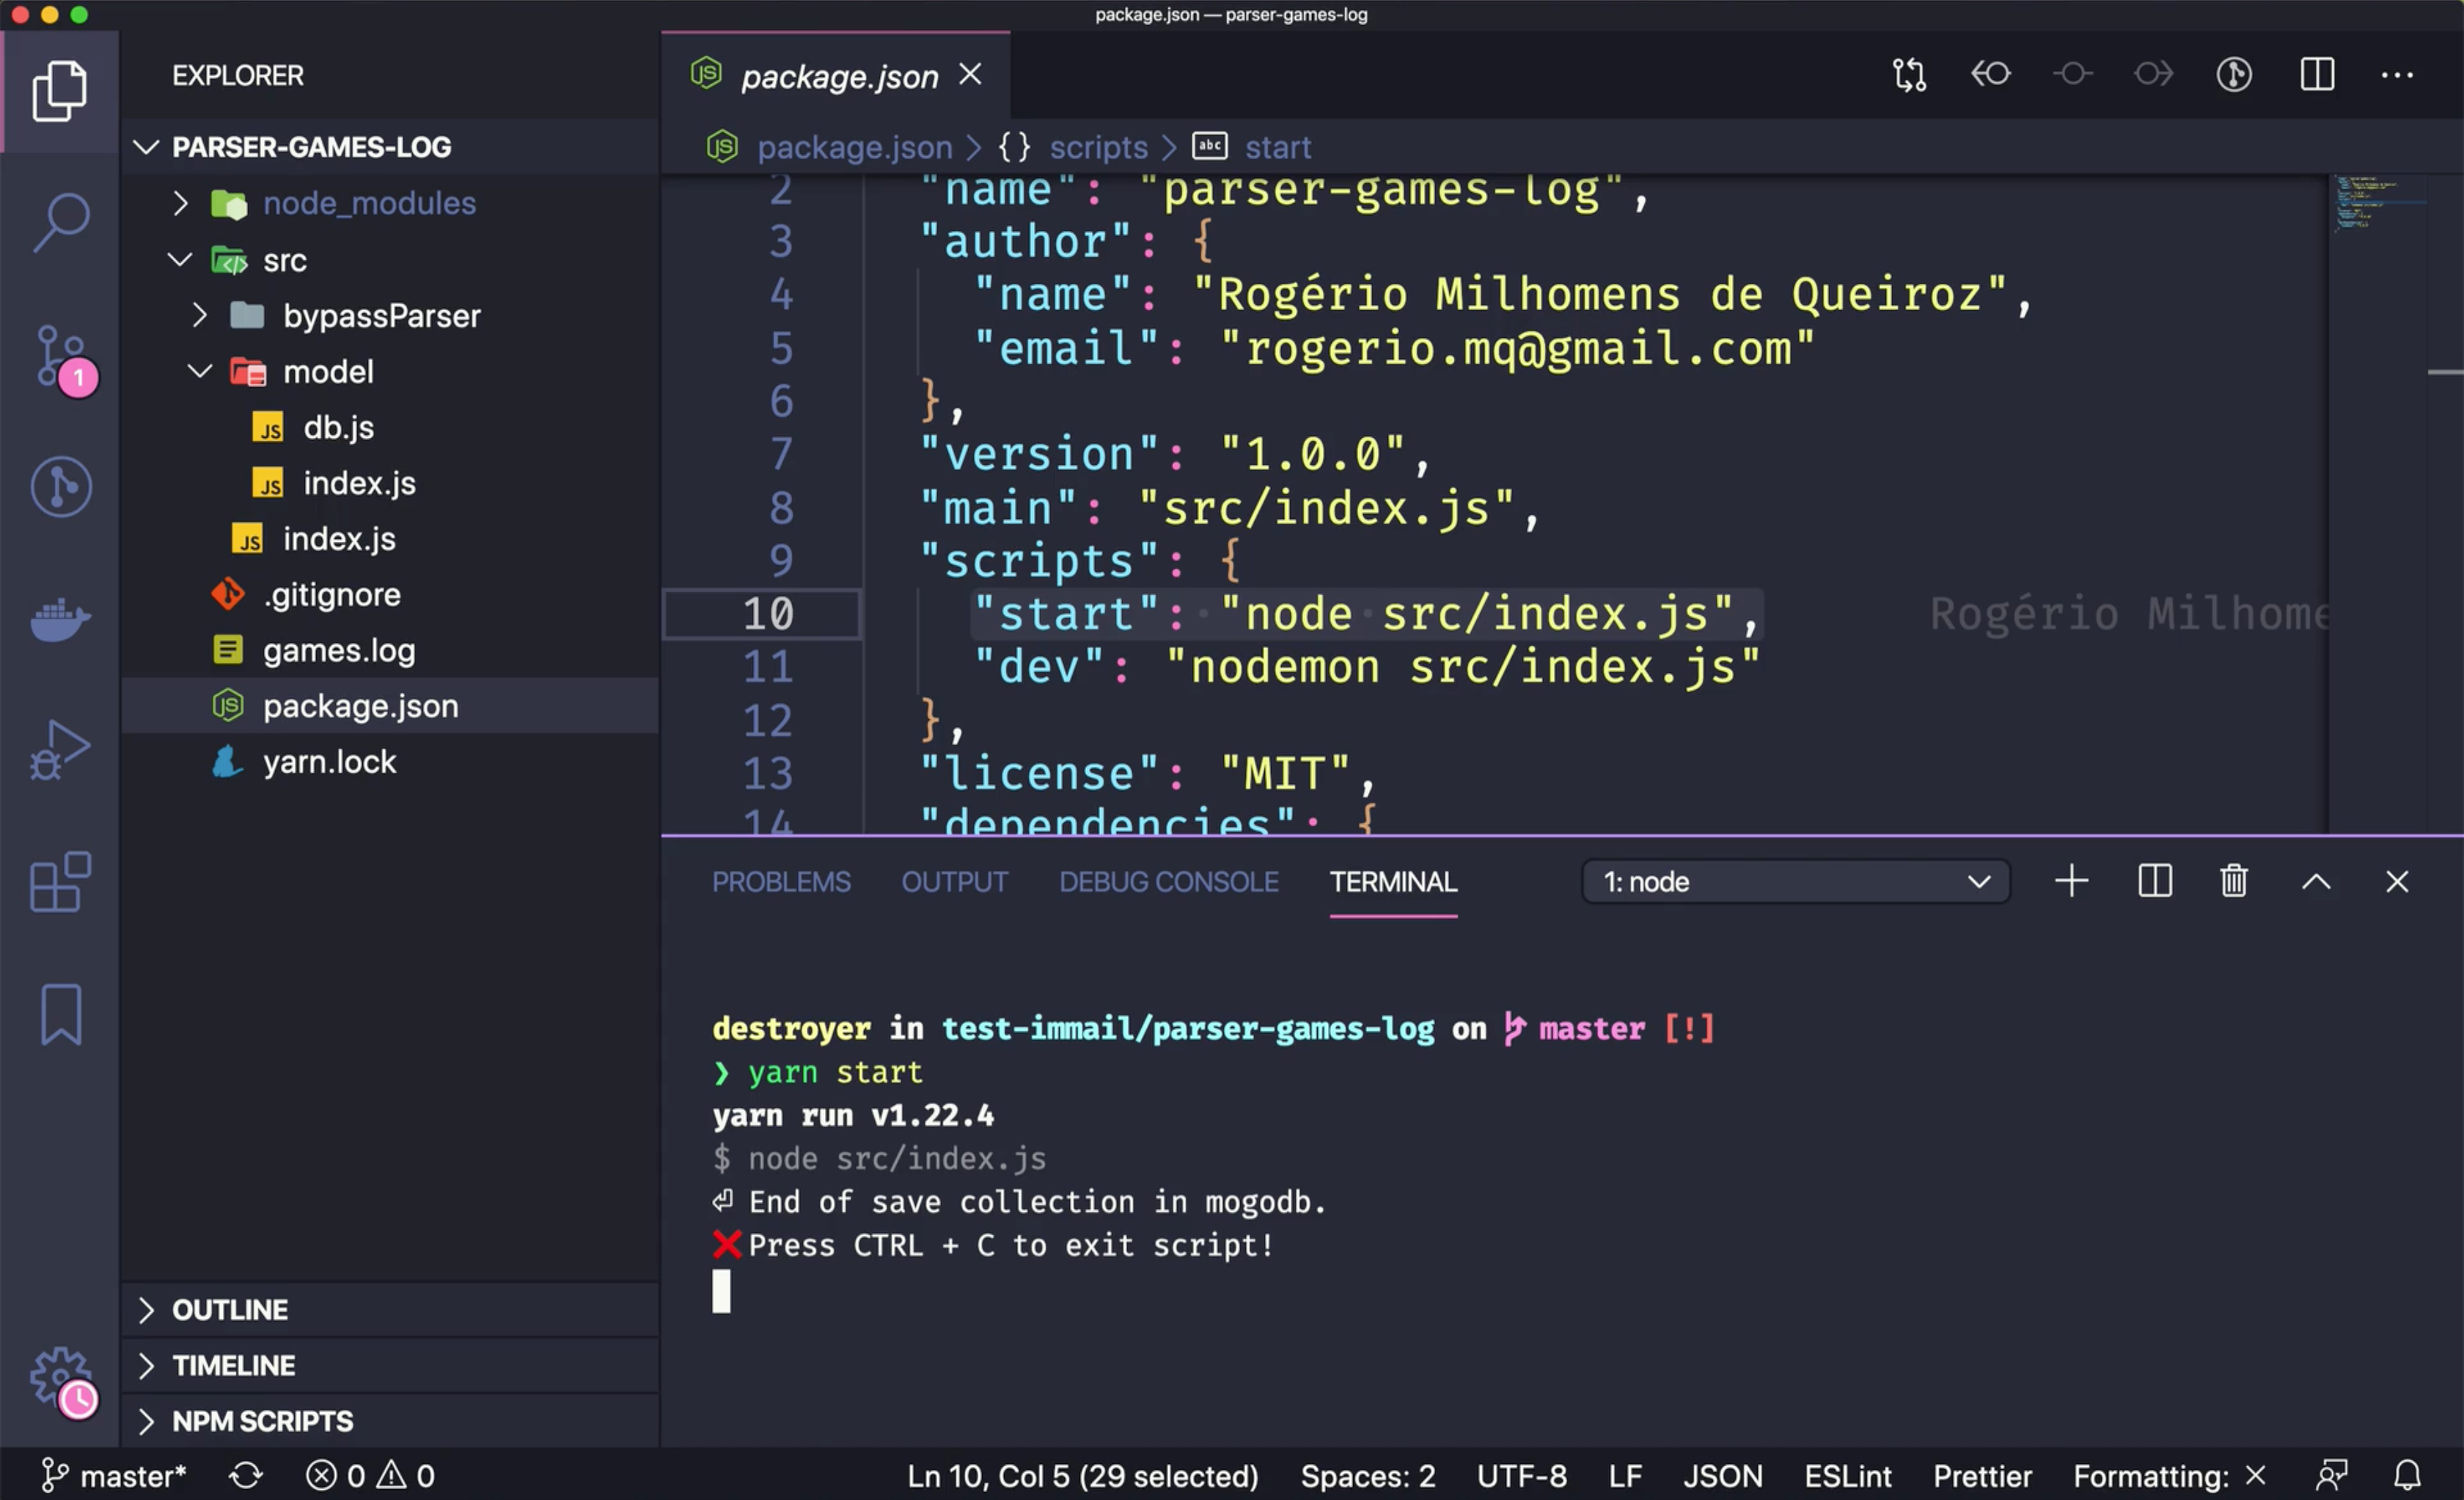 package.json — parser-games-log
EXPLORER
PARSER-GAMES-LOG
node_modules
src
bypassParser
model
db.js
index.js
index.js
.gitignore
games.log
package.json
yarn.lock
OUTLINE
TIMELINE
NPM SCRIPTS
1
package.json
package.json > {} scripts > abc start
2 "name": "parser-games-log",
3 "author": {
4 "name": "Rogério Milhomens de Queiroz",
5 "email": "rogerio.mq@gmail.com"
6 },
7 "version": "1.0.0",
8 "main": "src/index.js",
9 "scripts": {
10 "start": "node src/index.js", Rogério Milhome
11 "dev": "nodemon src/index.js"
12 },
13 "license": "MIT",
14 "dependencies": {
PROBLEMS OUTPUT DEBUG CONSOLE TERMINAL 1: node
destroyer in test-immail/parser-games-log on master [!]
❯ yarn start
yarn run v1.22.4
$ node src/index.js
⏎ End of save collection in mogodb.
❌ Press CTRL + C to exit script!
master* 0 0 Ln 10, Col 5 (29 selected) Spaces: 2 UTF-8 LF JSON ESLint Prettier Formatting: ×